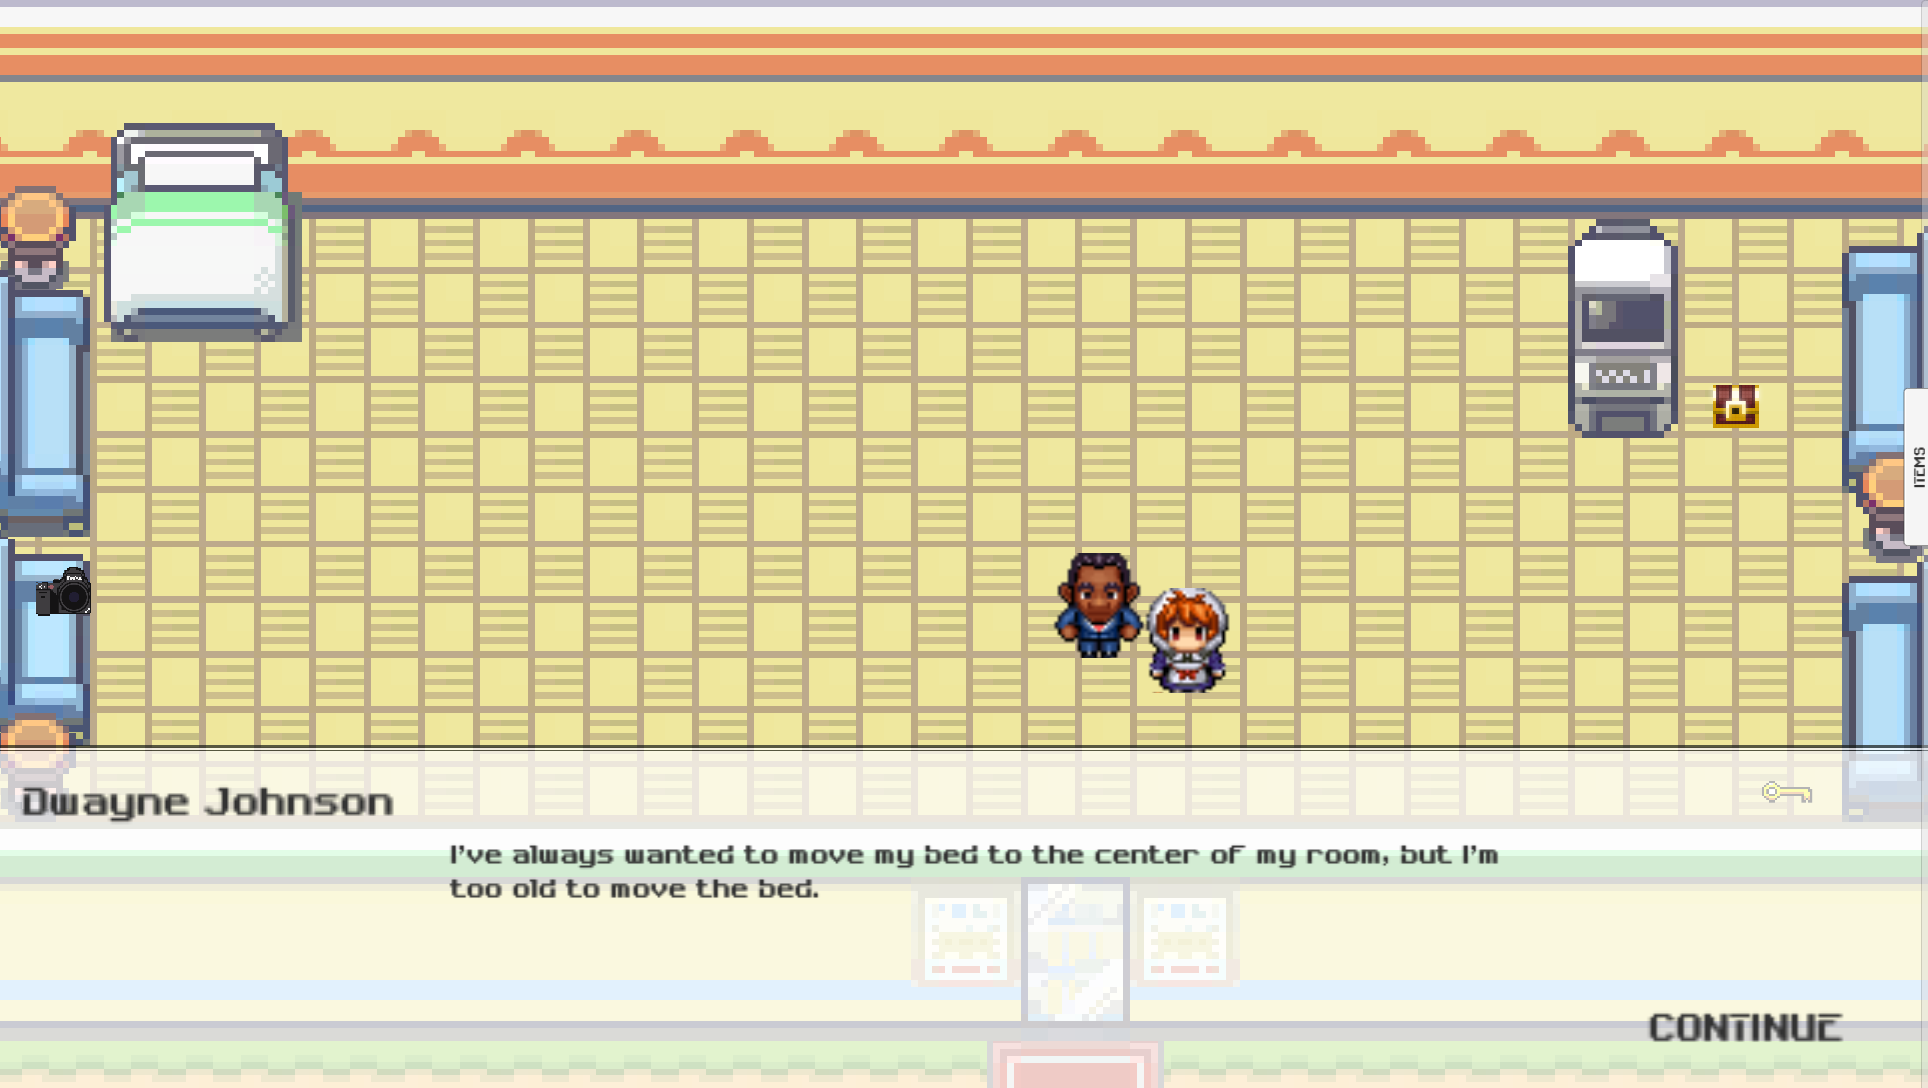 ITEMS
Dwayne Johnson
I've always wanted to move my bed to the center of my room, but I'm
too old to move the bed.
CONTINUE